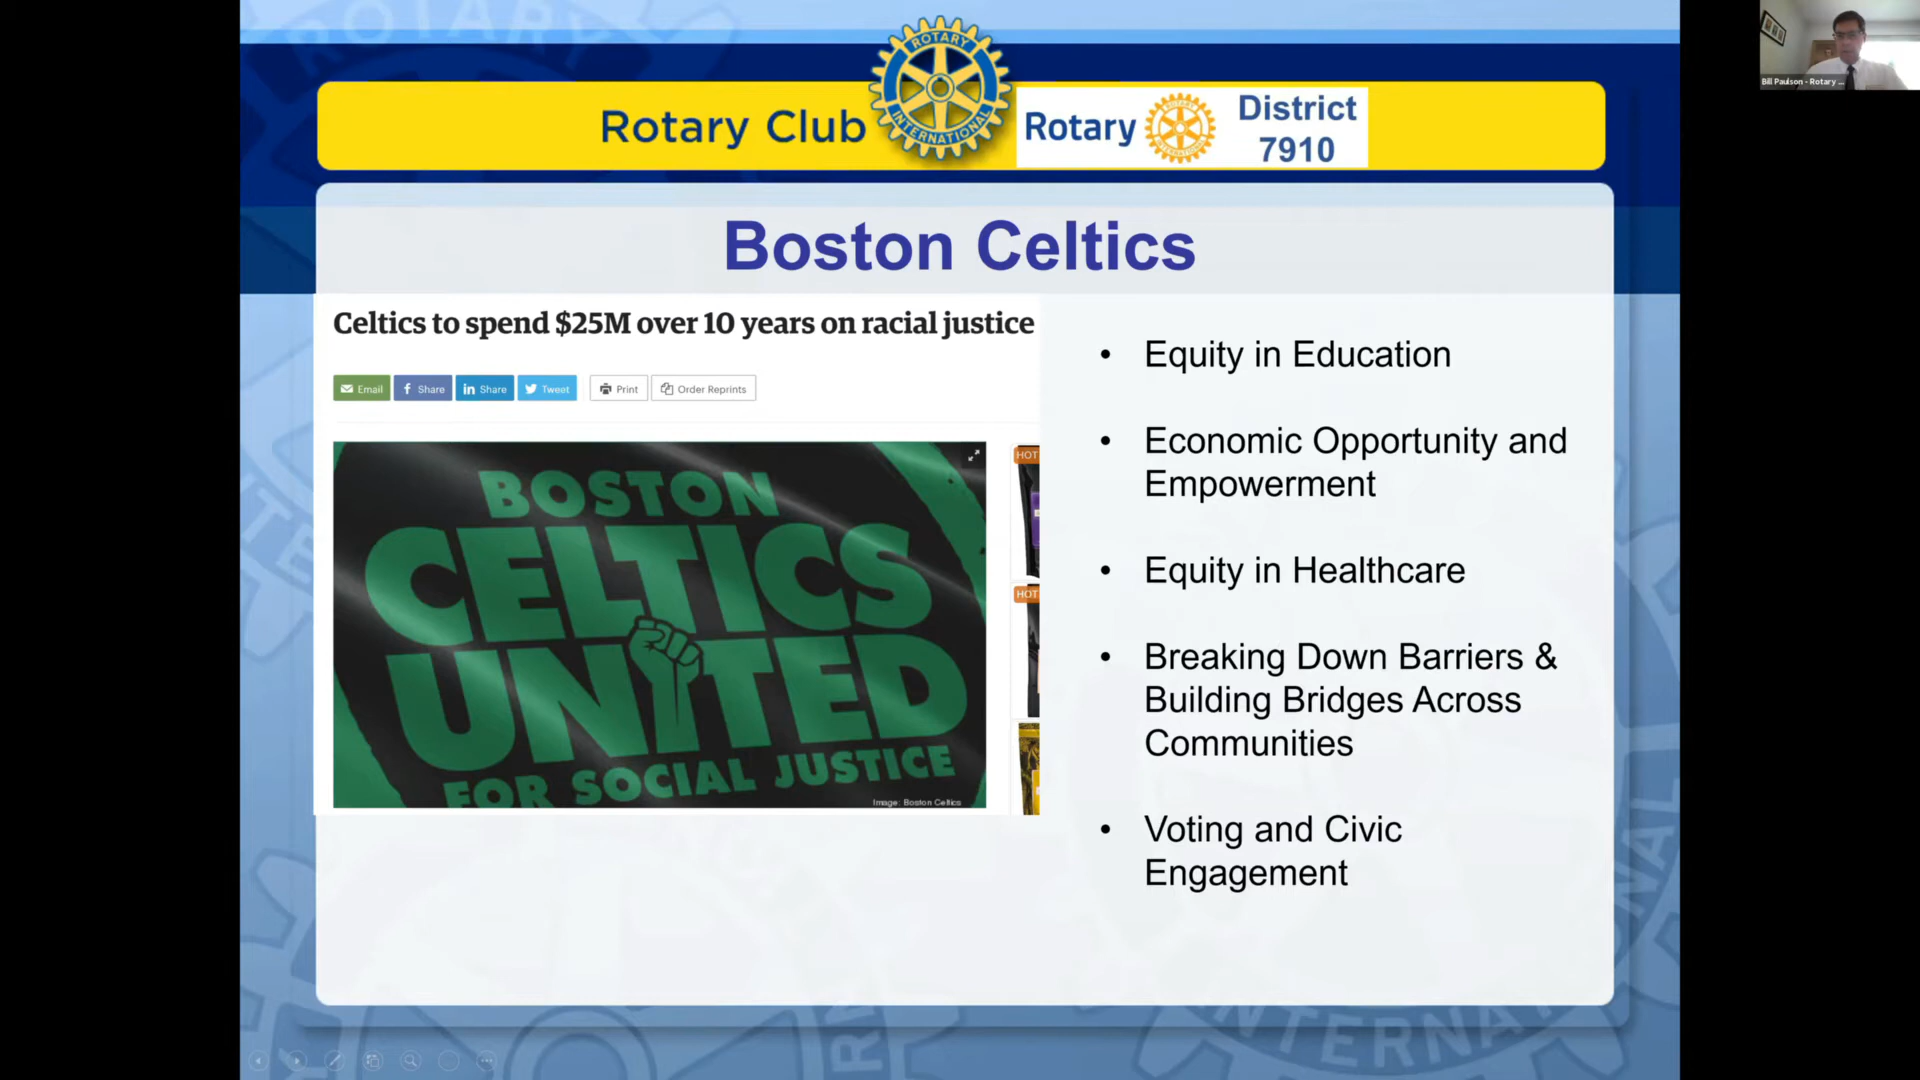 Bill Paulson - Rotary ...
ROTARY
INTERNATIONAL
Rotary Club
Rotary
District
7910
Boston Celtics
Celtics to spend $25M over 10 years on racial justice
Email
Share
in Share
Tweet
Print
Order Reprints
HOT
HOT
BOSTON
CELTICS
UNITED
FOR SOCIAL JUSTICE
Image: Boston Celtics
• Equity in Education
• Economic Opportunity and
Empowerment
• Equity in Healthcare
• Breaking Down Barriers &
Building Bridges Across
Communities
• Voting and Civic
Engagement